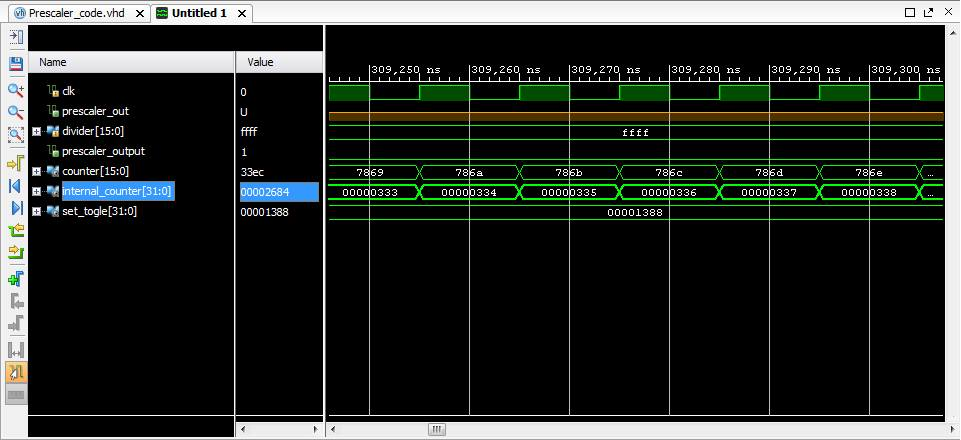 Prescaler_code.vhd Untitled 1
Name Value
309,250 ns 309,260 ns 309,270 ns 309,280 ns 309,290 ns 309,300 ns
clk 0
prescaler_out U
divider[15:0] ffff ffff
prescaler_output 1
counter[15:0] 33ec 7869 786a 786b 786c 786d 786e ...
internal_counter[31:0] 00002684 00000333 00000334 00000335 00000336 00000337 00000338 ...
set_togle[31:0] 00001388 00001388